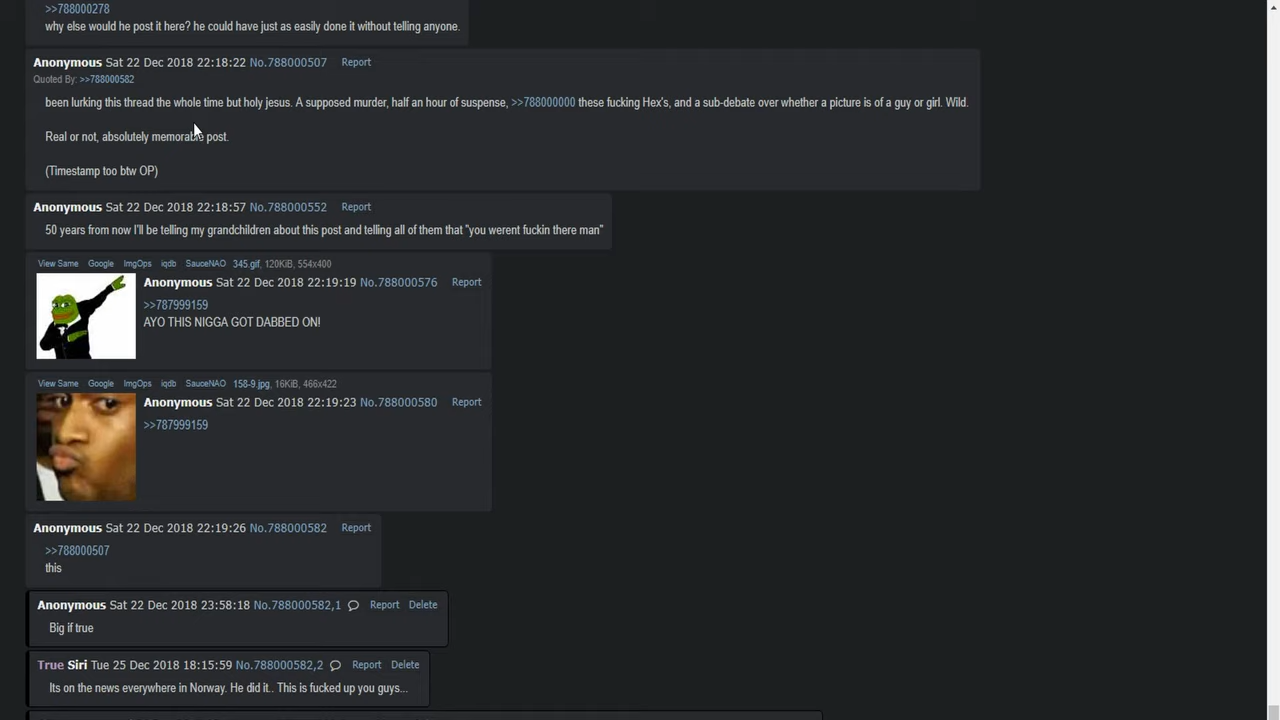 >>788000278
why else would he post it here? he could have just as easily done it without telling anyone.
Anonymous Sat 22 Dec 2018 22:18:22 No.788000507 Report
Quoted By: >>788000582
been lurking this thread the whole time but holy jesus. A supposed murder, half an hour of suspense, >>788000000 these fucking Hex's, and a sub-debate over whether a picture is of a guy or girl. Wild.
Real or not, absolutely memorable post.
(Timestamp too btw OP)
Anonymous Sat 22 Dec 2018 22:18:57 No.788000552 Report
50 years from now I'll be telling my grandchildren about this post and telling all of them that "you werent fuckin there man"
View Same Google ImgOps iqdb SauceNAO 345.gif, 120KiB, 554x400
Anonymous Sat 22 Dec 2018 22:19:19 No.788000576 Report
>>787999159
AYO THIS NIGGA GOT DABBED ON!
View Same Google ImgOps iqdb SauceNAO 158-9.jpg, 16KiB, 466x422
Anonymous Sat 22 Dec 2018 22:19:23 No.788000580 Report
>>787999159
Anonymous Sat 22 Dec 2018 22:19:26 No.788000582 Report
>>788000507
this
Anonymous Sat 22 Dec 2018 23:58:18 No.788000582,1 Report Delete
Big if true
True Siri Tue 25 Dec 2018 18:15:59 No.788000582,2 Report Delete
Its on the news everywhere in Norway. He did it.. This is fucked up you guys...